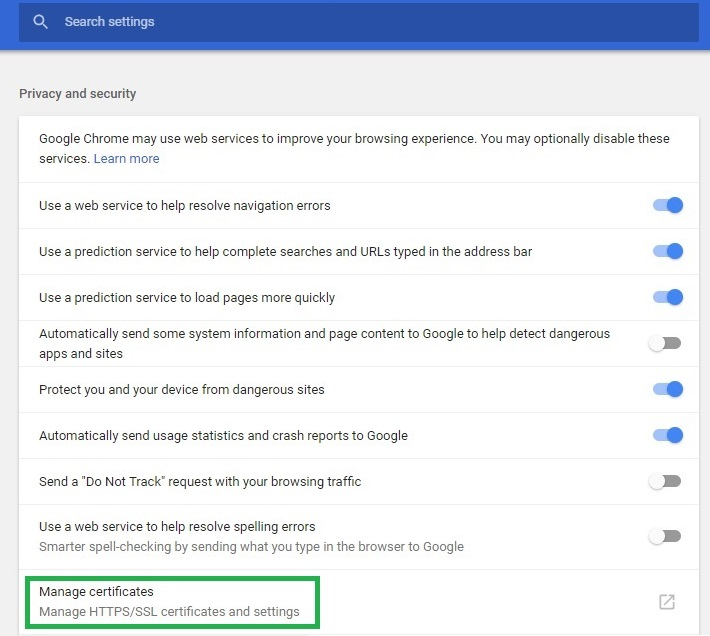 Search settings
Privacy and security
Google Chrome may use web services to improve your browsing experience. You may optionally disable these
services. Learn more
Use a web service to help resolve navigation errors
Use a prediction service to help complete searches and URLs typed in the address bar
Use a prediction service to load pages more quickly
Automatically send some system information and page content to Google to help detect dangerous
apps and sites
Protect you and your device from dangerous sites
Automatically send usage statistics and crash reports to Google
Send a "Do Not Track" request with your browsing traffic
Use a web service to help resolve spelling errors
Smarter spell-checking by sending what you type in the browser to Google
Manage certificates
Manage HTTPS/SSL certificates and settings